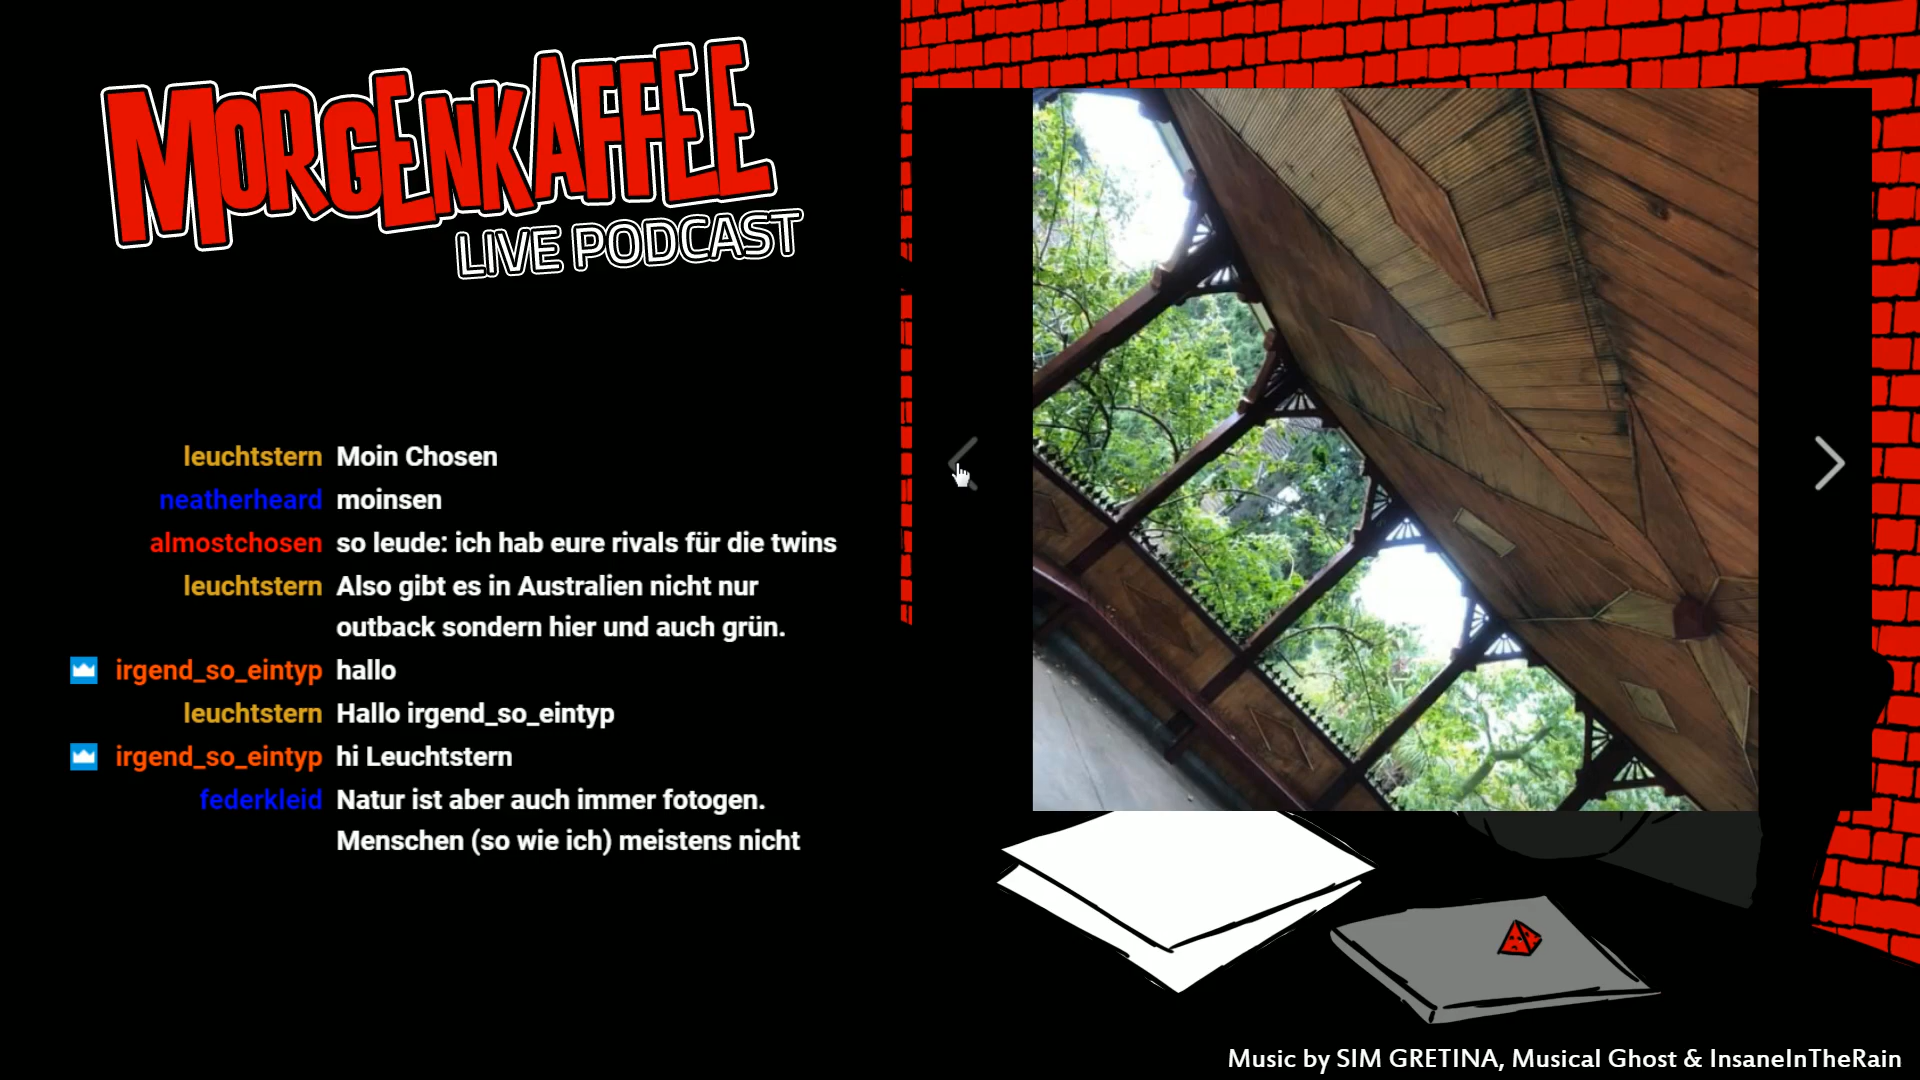 MORGENKAFFEE
LIVE PODCAST
leuchtstern Moin Chosen
neatherheard moinsen
almostchosen so leude: ich hab eure rivals für die twins
leuchtstern Also gibt es in Australien nicht nur
outback sondern hier und auch grün.
irgend_so_eintyp hallo
leuchtstern Hallo irgend_so_eintyp
irgend_so_eintyp hi Leuchtstern
federkleid Natur ist aber auch immer fotogen.
Menschen (so wie ich) meistens nicht
Music by SIM GRETINA, Musical Ghost & InsaneInTheRain